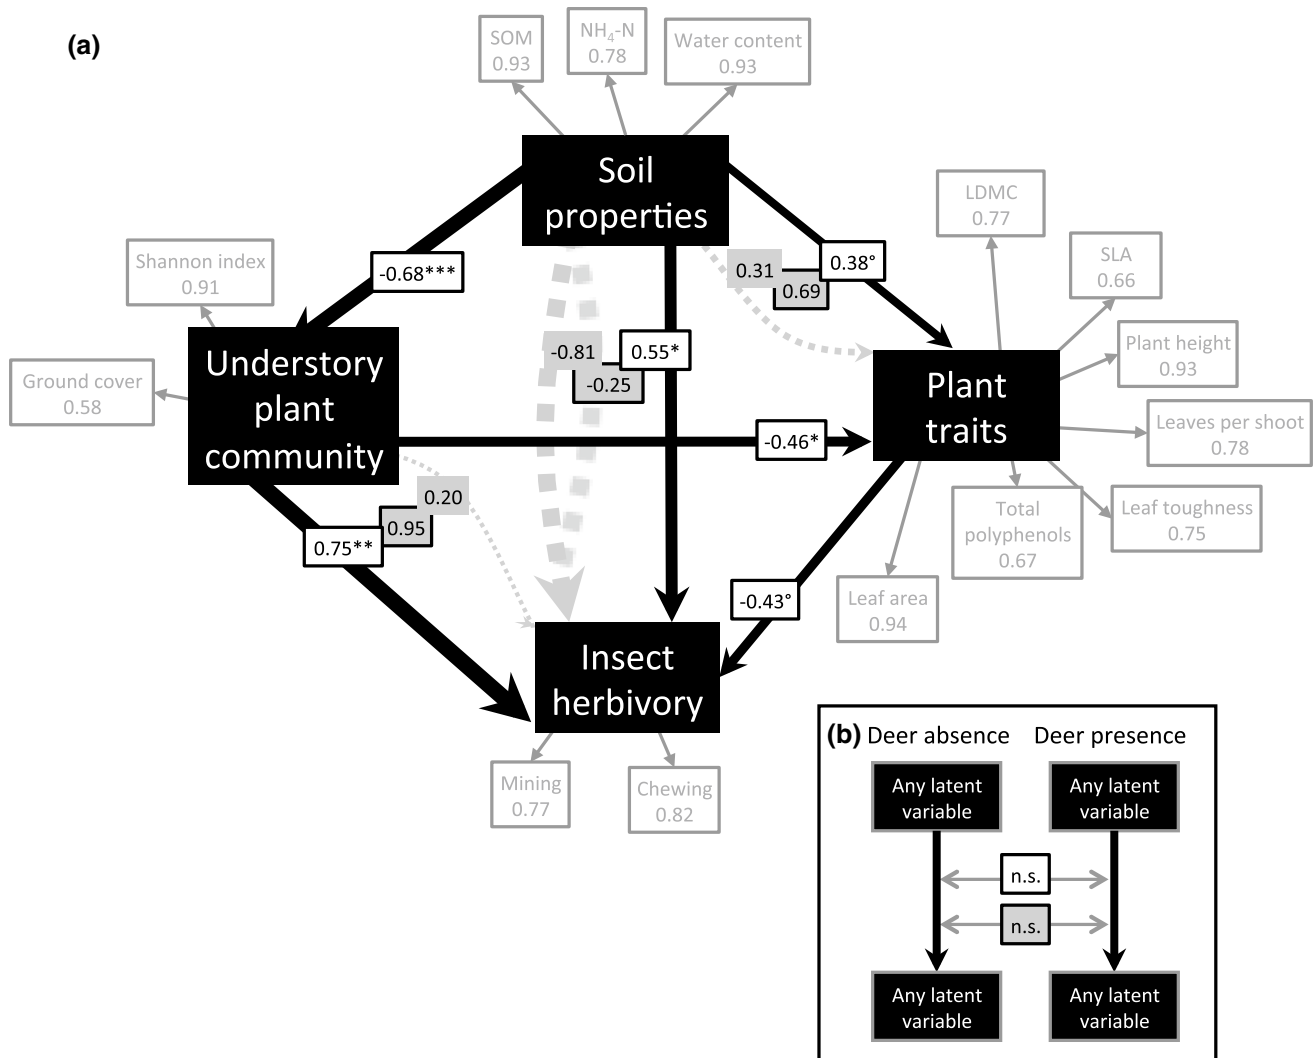 (a)
SOM
0.93
NH₄-N
0.78
Water content
0.93
Soil
properties
LDMC
0.77
SLA
0.66
Shannon index
0.91
-0.68***
0.31
0.69
0.38°
Plant height
0.93
Understory
plant
community
Ground cover
0.58
-0.81
-0.25
0.55*
Plant
traits
-0.46*
Leaves per shoot
0.78
0.20
0.95
0.75**
Total
polyphenols
0.67
Leaf toughness
0.75
-0.43°
Leaf area
0.94
Insect
herbivory
Mining
0.77
Chewing
0.82
(b) Deer absence Deer presence
Any latent
variable
Any latent
variable
n.s.
n.s.
Any latent
variable
Any latent
variable